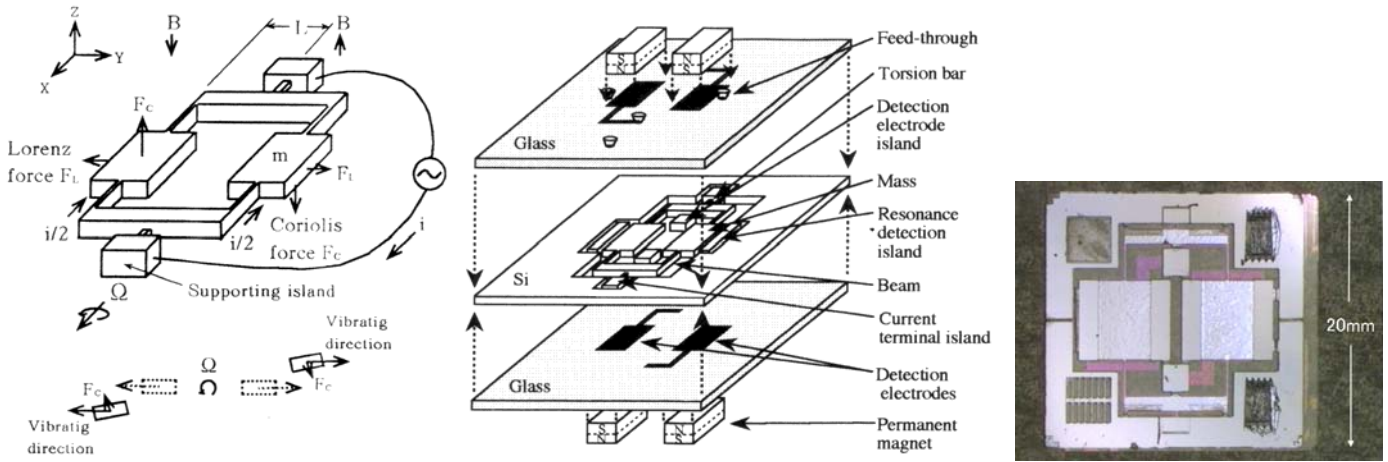 Z
Y
X
B
L
B
Fc
Lorenz
force FL
m
FL
i/2
i/2
Coriolis
force Fc
i
Supporting island
Ω
Vibratig
direction
Ω
Fc
Fc
Vibratig
direction
S
N
S
N
Feed-through
Torsion bar
Detection
electrode
island
Glass
Mass
Resonance
detection
island
Si
Beam
Current
terminal island
Glass
Detection
electrodes
S
N
S
N
Permanent
magnet
20mm